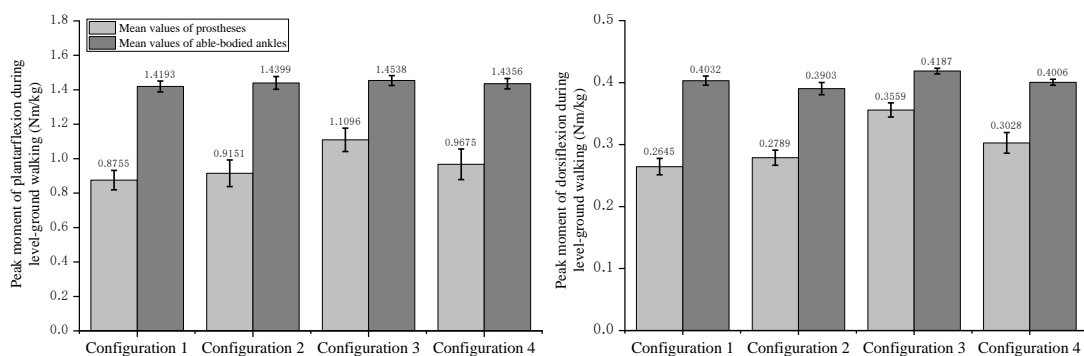 Peak moment of plantarflexion during
level-ground walking (Nm/kg)
1.8
1.6
1.4
1.2
1.0
0.8
0.6
0.4
0.2
0.0
Mean values of prostheses
Mean values of able-bodied ankles
0.8755
1.4193
0.9151
1.4399
1.1096
1.4538
0.9675
1.4356
Configuration 1
Configuration 2
Configuration 3
Configuration 4
Peak moment of dorsiflexion during
level-ground walking (Nm/kg)
0.5
0.4
0.3
0.2
0.1
0.0
0.2645
0.4032
0.2789
0.3903
0.3559
0.4187
0.3028
0.4006
Configuration 1
Configuration 2
Configuration 3
Configuration 4